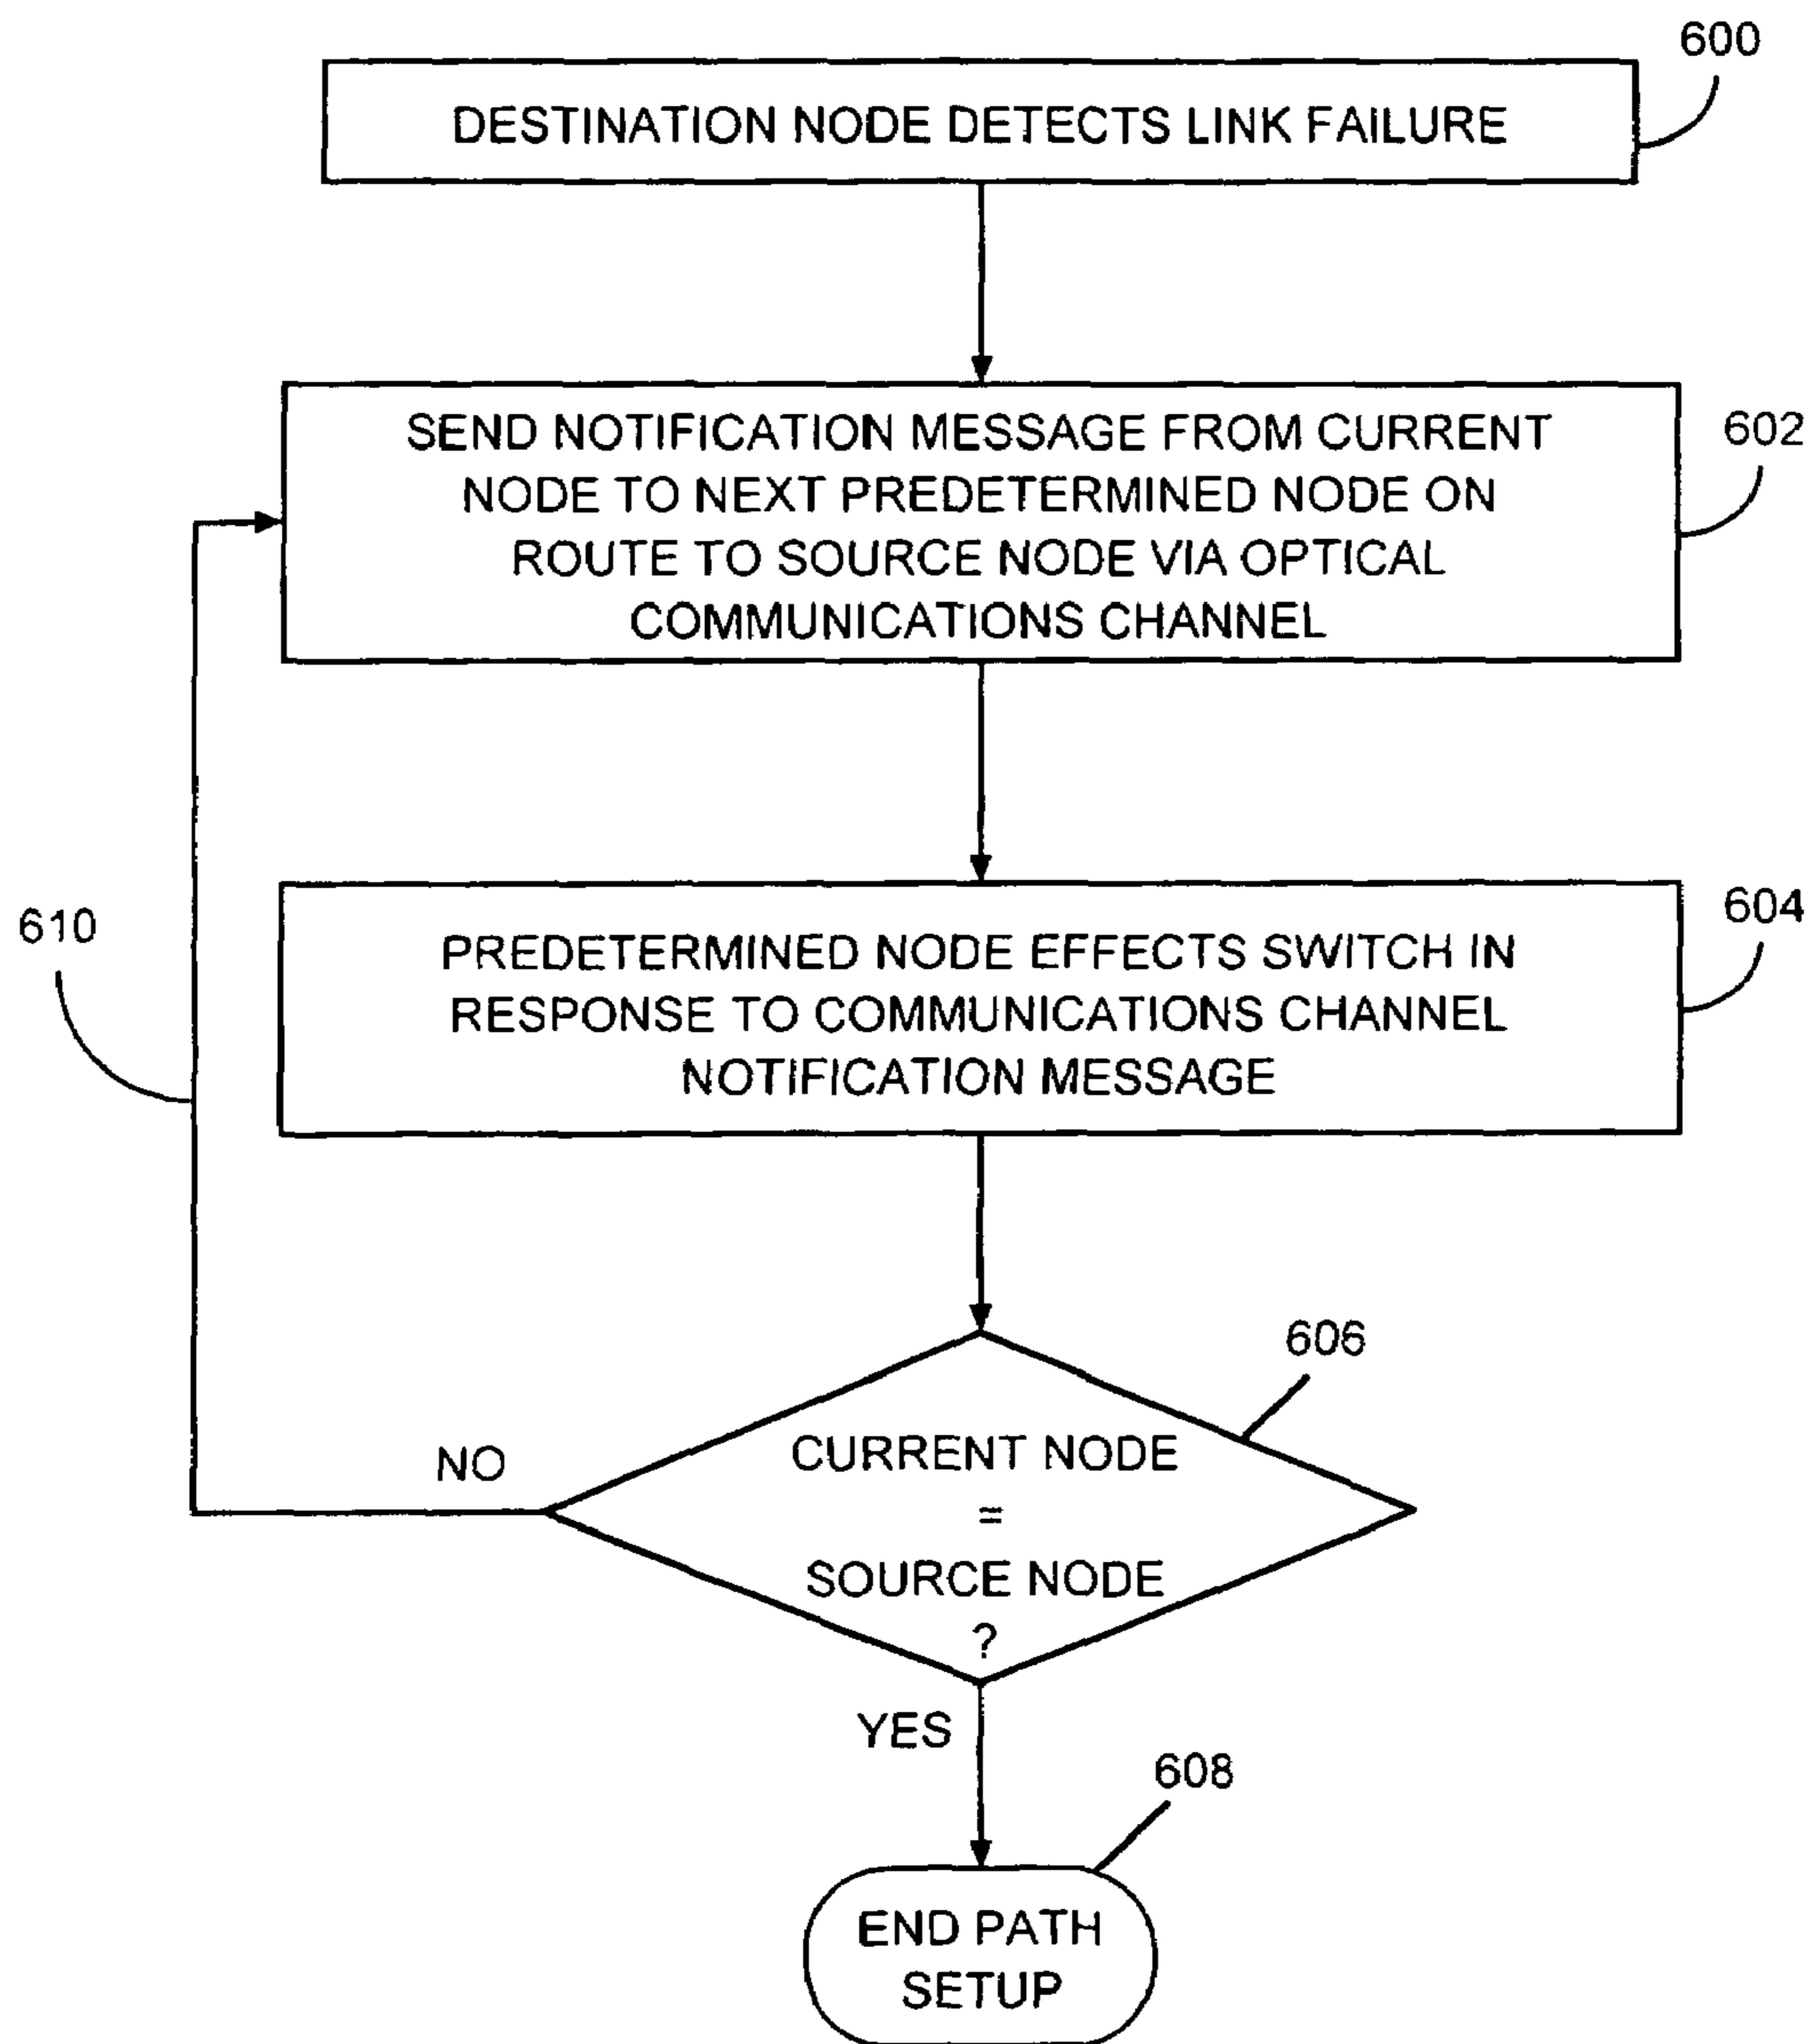 600
DESTINATION NODE DETECTS LINK FAILURE
SEND NOTIFICATION MESSAGE FROM CURRENT
NODE TO NEXT PREDETERMINED NODE ON
ROUTE TO SOURCE NODE VIA OPTICAL
COMMUNICATIONS CHANNEL
602
610
PREDETERMINED NODE EFFECTS SWITCH IN
RESPONSE TO COMMUNICATIONS CHANNEL
NOTIFICATION MESSAGE
604
606
NO
CURRENT NODE
=
SOURCE NODE
?
YES
608
END PATH
SETUP